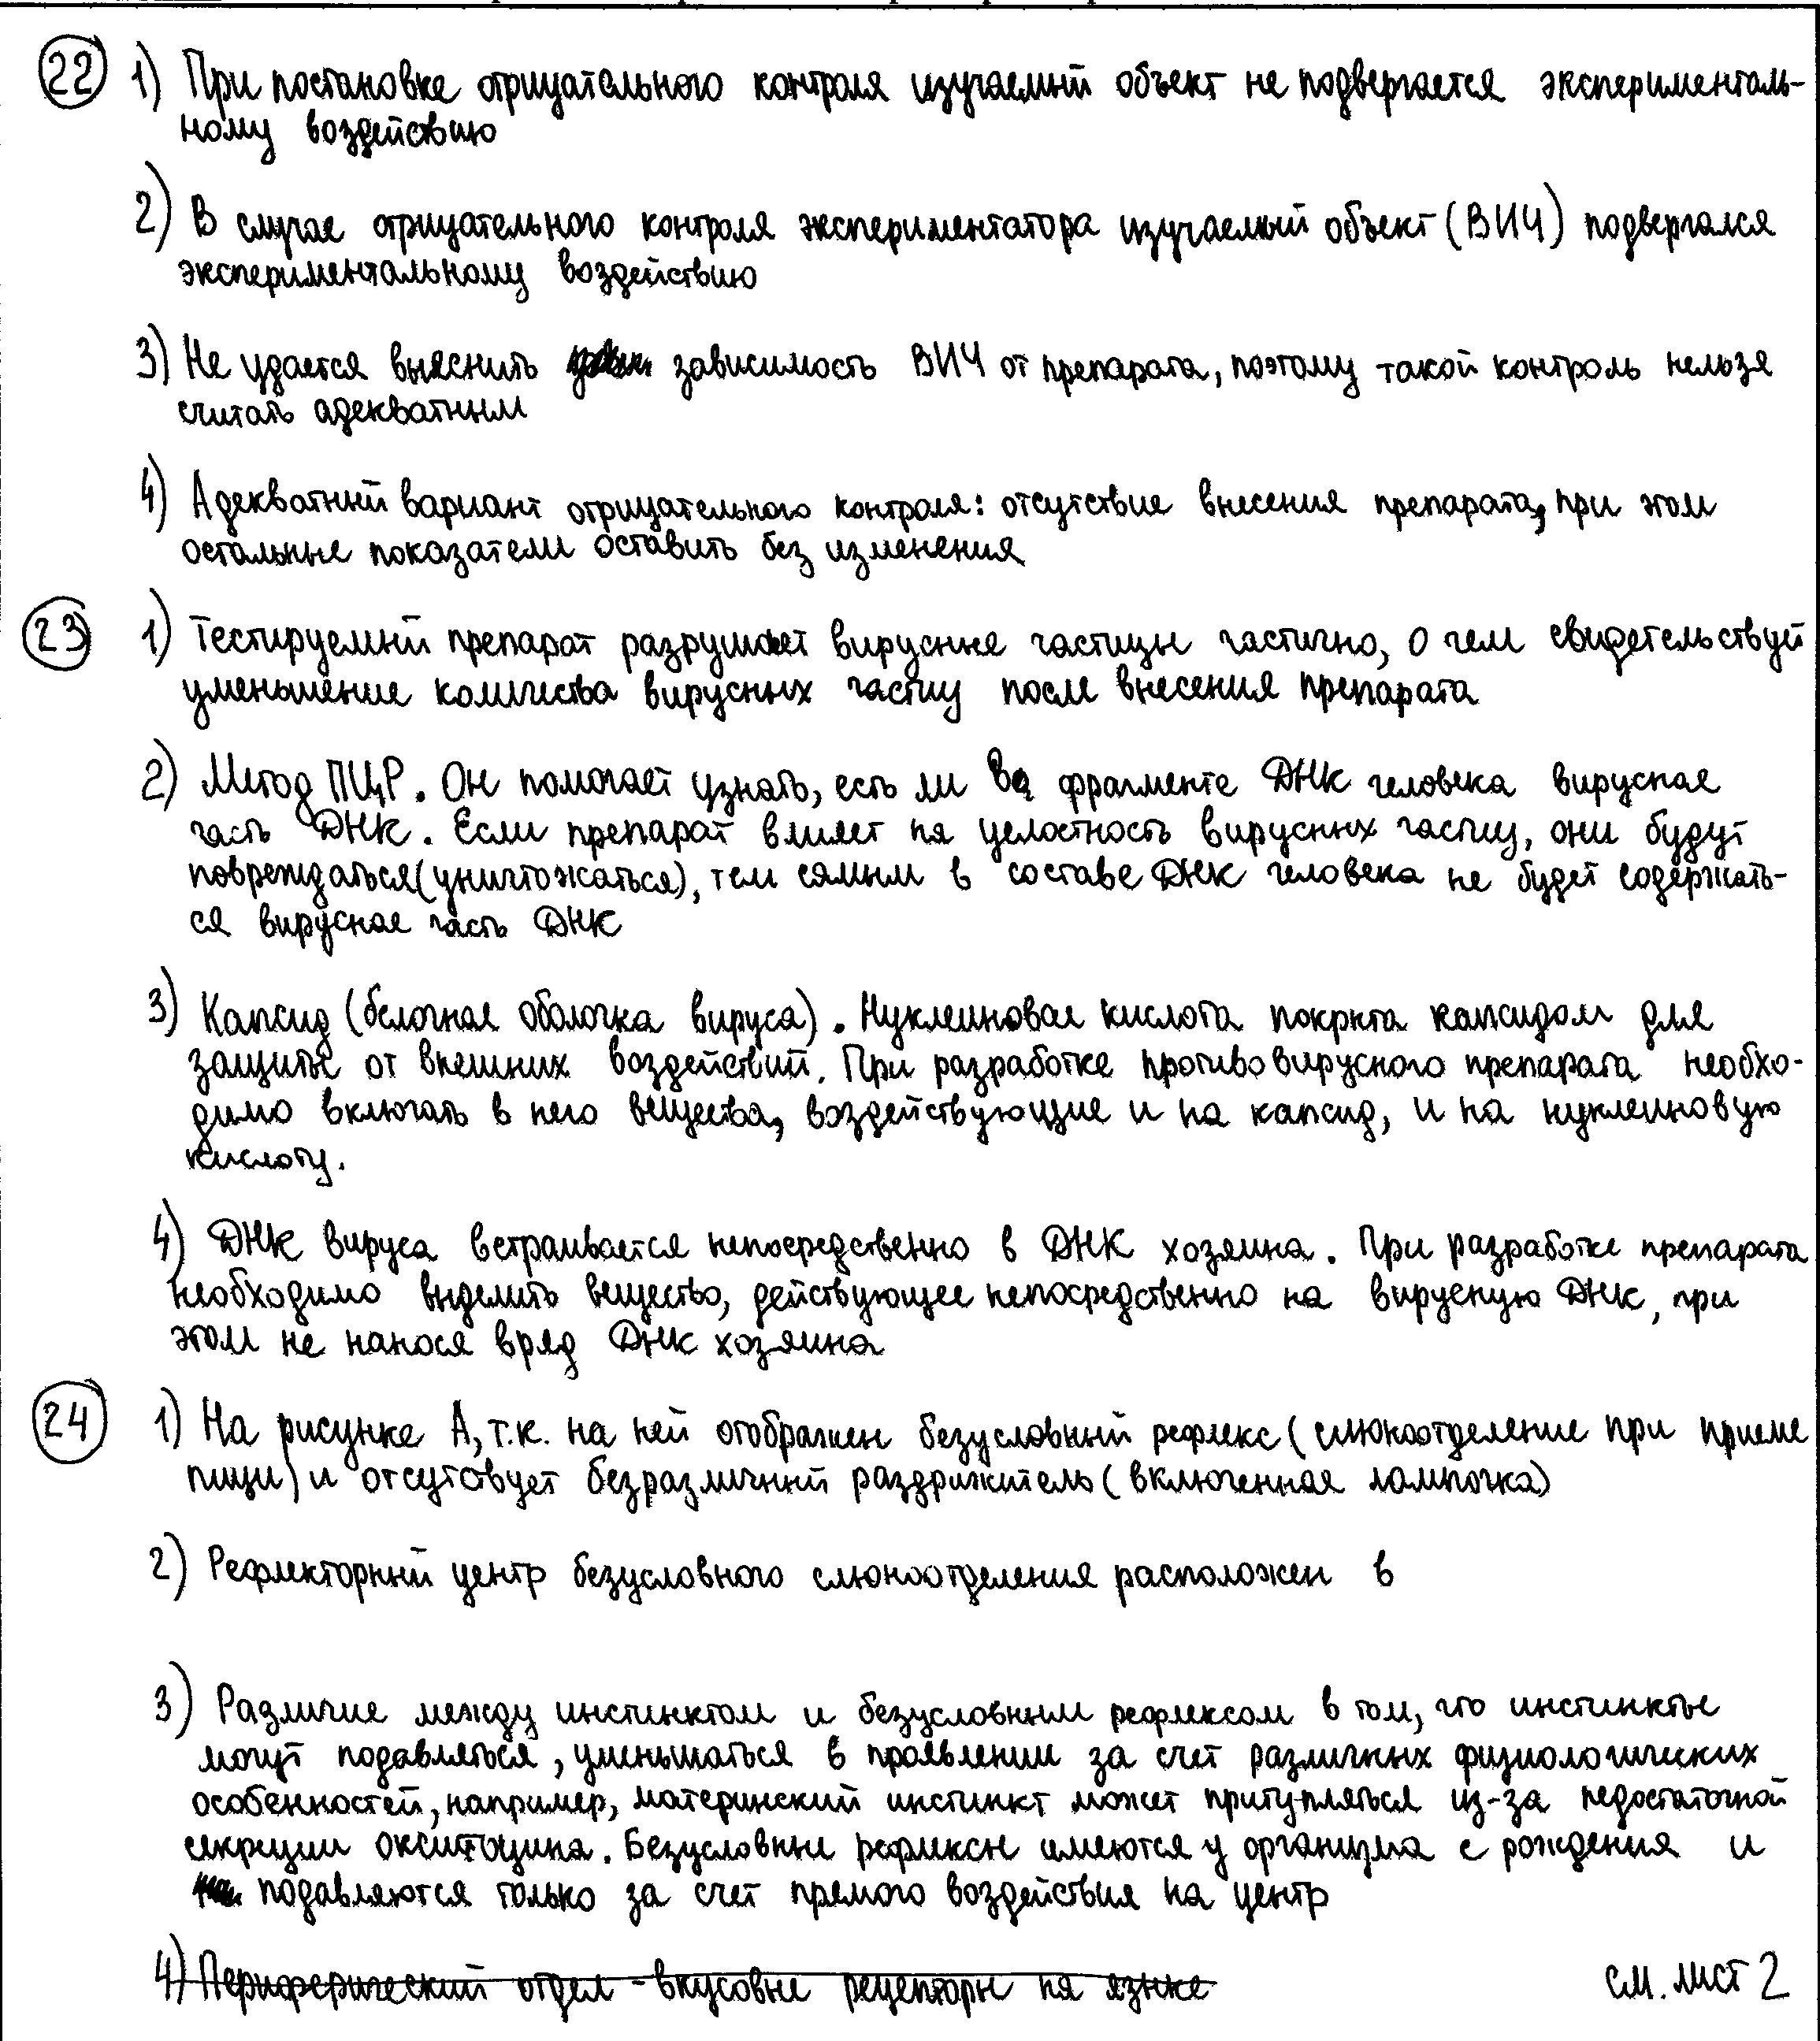 22 1) При постановке отрицательного контроля изучаемый объект не подвергается эксперименталь-
ному воздействию
2) В случае отрицательного контроля экспериментатора изучаемый объект (ВИЧ) подвергался
экспериментальному воздействию
3) Не удается выяснить зависимость ВИЧ от препарата, поэтому такой контроль нельзя
считать адекватным
4) Адекватный вариант отрицательного контроля: отсутствие внесения препарата, при этом
остальные показатели оставить без изменения
23 1) Тестируемый препарат разрушает вирусные частицы частично, о чем свидетельствует
уменьшение количества вирусных частиц после внесения препарата
2) Метод ПЦР. Он помогает узнать, есть ли во фрагменте ДНК человека вирусная
часть ДНК. Если препарат влияет на целостность вирусных частиц, они будут
повреждаться (уничтожаться), тем самым в составе ДНК человека не будет содержать-
ся вирусная часть ДНК
3) Капсид (белочная оболочка вируса). Нуклеиновая кислота покрыта капсидом для
защиты от внешних воздействий. При разработке противовирусного препарата необхо-
димо включать в него вещества, воздействующие и на капсид, и на нуклеиновую
кислоту.
4) ДНК вируса встраивается непосредственно в ДНК хозяина. При разработке препарата
необходимо выделить вещество, действующее непосредственно на вирусную ДНК, при
этом не нанося вред ДНК хозяина
24 1) На рисунке А, т.к. на ней отображен безусловный рефлекс (слюноотделение при приеме
пищи) и отсутствует безразличный раздражитель (включенная лампочка)
2) Рефлекторный центр безусловного слюноотделения расположен в
3) Различие между инстинктом и безусловным рефлексом в том, что инстинкты
могут подавляться, уменьшаться в проявлении за счет различных физиологических
особенностей, например, материнский инстинкт может притупляться из-за недостаточной
секреции окситоцина. Безусловные рефлексы имеются у организма с рождения и
подавляются только за счет прямого воздействия на центр
4) Периферический отдел - вкусовые рецепторы на языке
см. лист 2